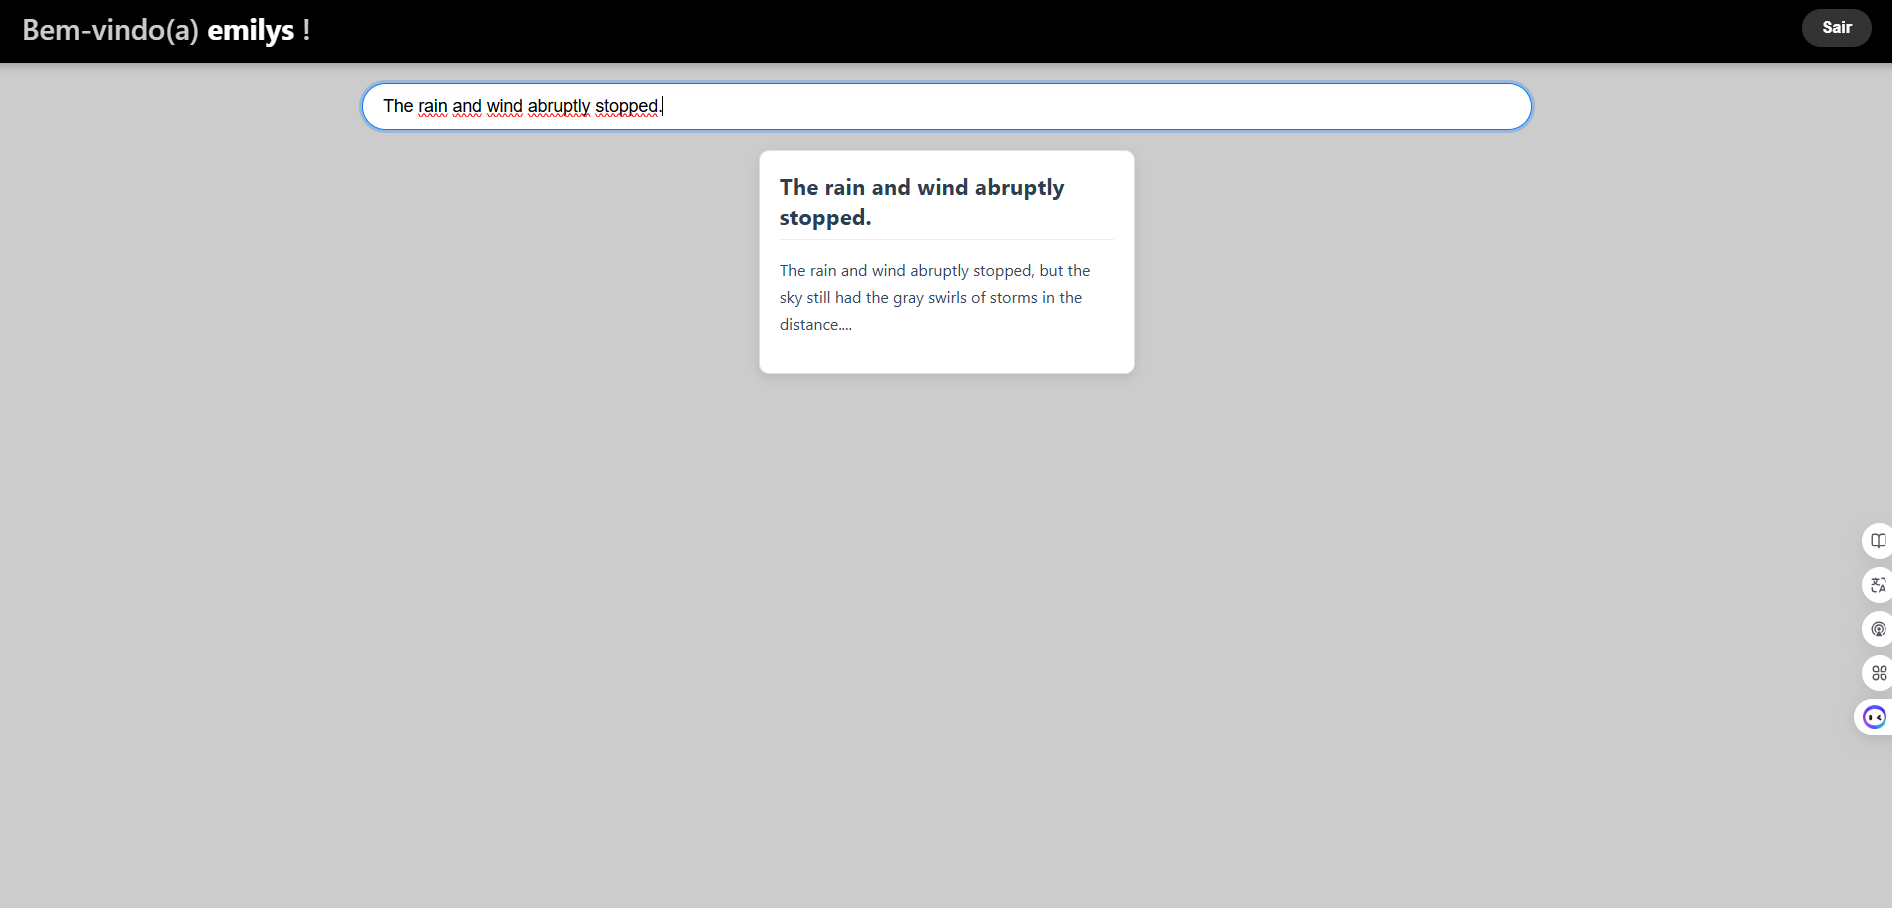 Bem-vindo(a) emilys !
Sair
The rain and wind abruptly stopped.
The rain and wind abruptly
stopped.
The rain and wind abruptly stopped, but the
sky still had the gray swirls of storms in the
distance....